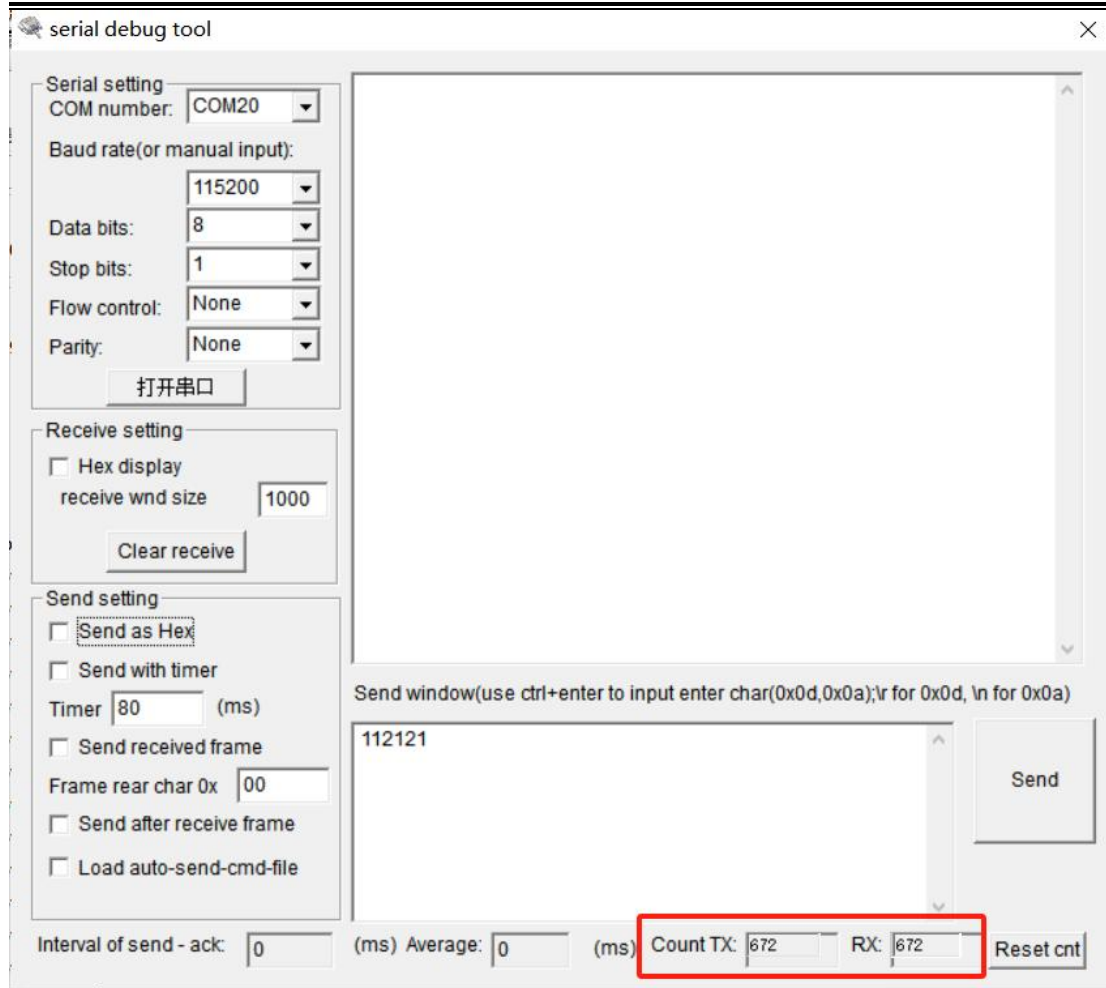 serial debug tool
Serial setting
COM number: COM20
Baud rate(or manual input):
115200
Data bits: 8
Stop bits: 1
Flow control: None
Parity: None
打开串口
Receive setting
Hex display
receive wnd size 1000
Clear receive
Send setting
Send as Hex
Send with timer
Timer 80 (ms)
Send received frame
Frame rear char 0x 00
Send after receive frame
Load auto-send-cmd-file
Send window(use ctrl+enter to input enter char(0x0d,0x0a);\r for 0x0d, \n for 0x0a)
112121
Send
Interval of send - ack: 0 (ms) Average: 0 (ms) Count TX: 672 RX: 672 Reset cnt